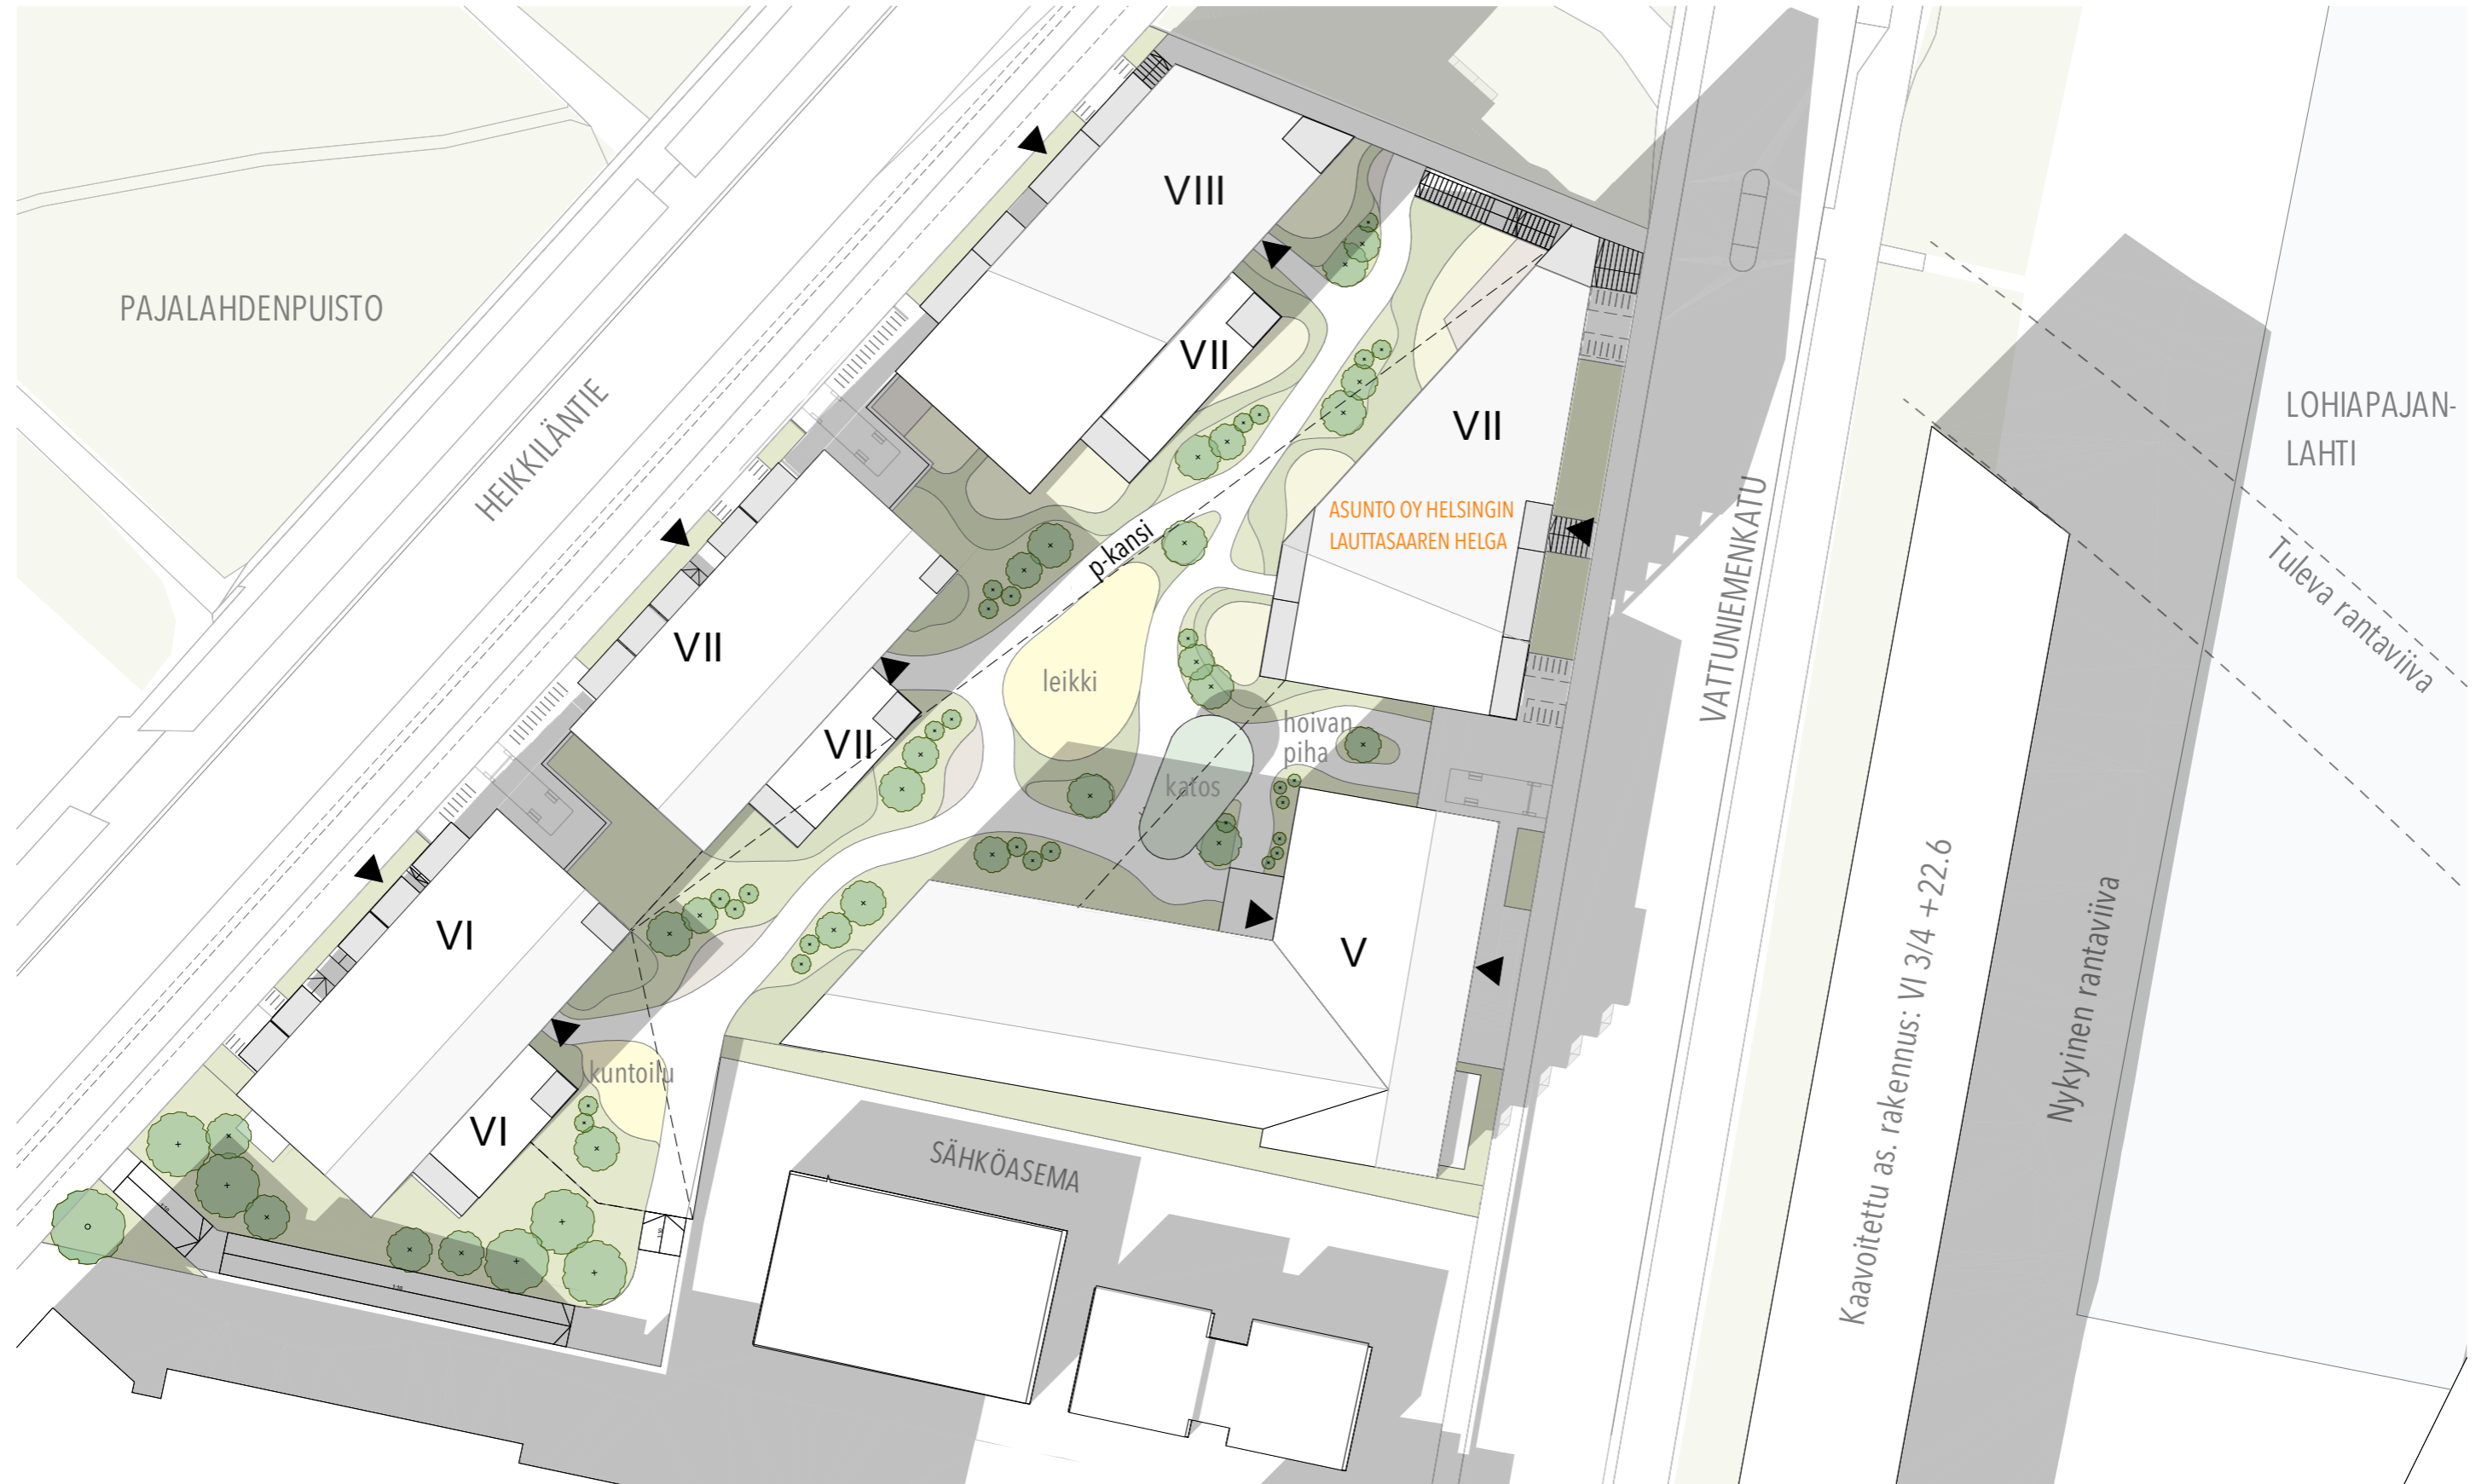 VIII
PAJALAHDENPUISTO
VII
HEIKKILÄNTIE
VII
LOHIAPAJAN-
LAHTI
ASUNTO OY HELSINGIN
LAUTTASAAREN HELGA
p-kansi
VATTUNIEMENKATU
Tuleva rantaviiva
VII
leikki
VII
hoivan
piha
katos
VI
V
Kaavoitettu as. rakennus: VI 3/4 +22.6
Nykyinen rantaviiva
kuntoilu
VI
SÄHKÖASEMA